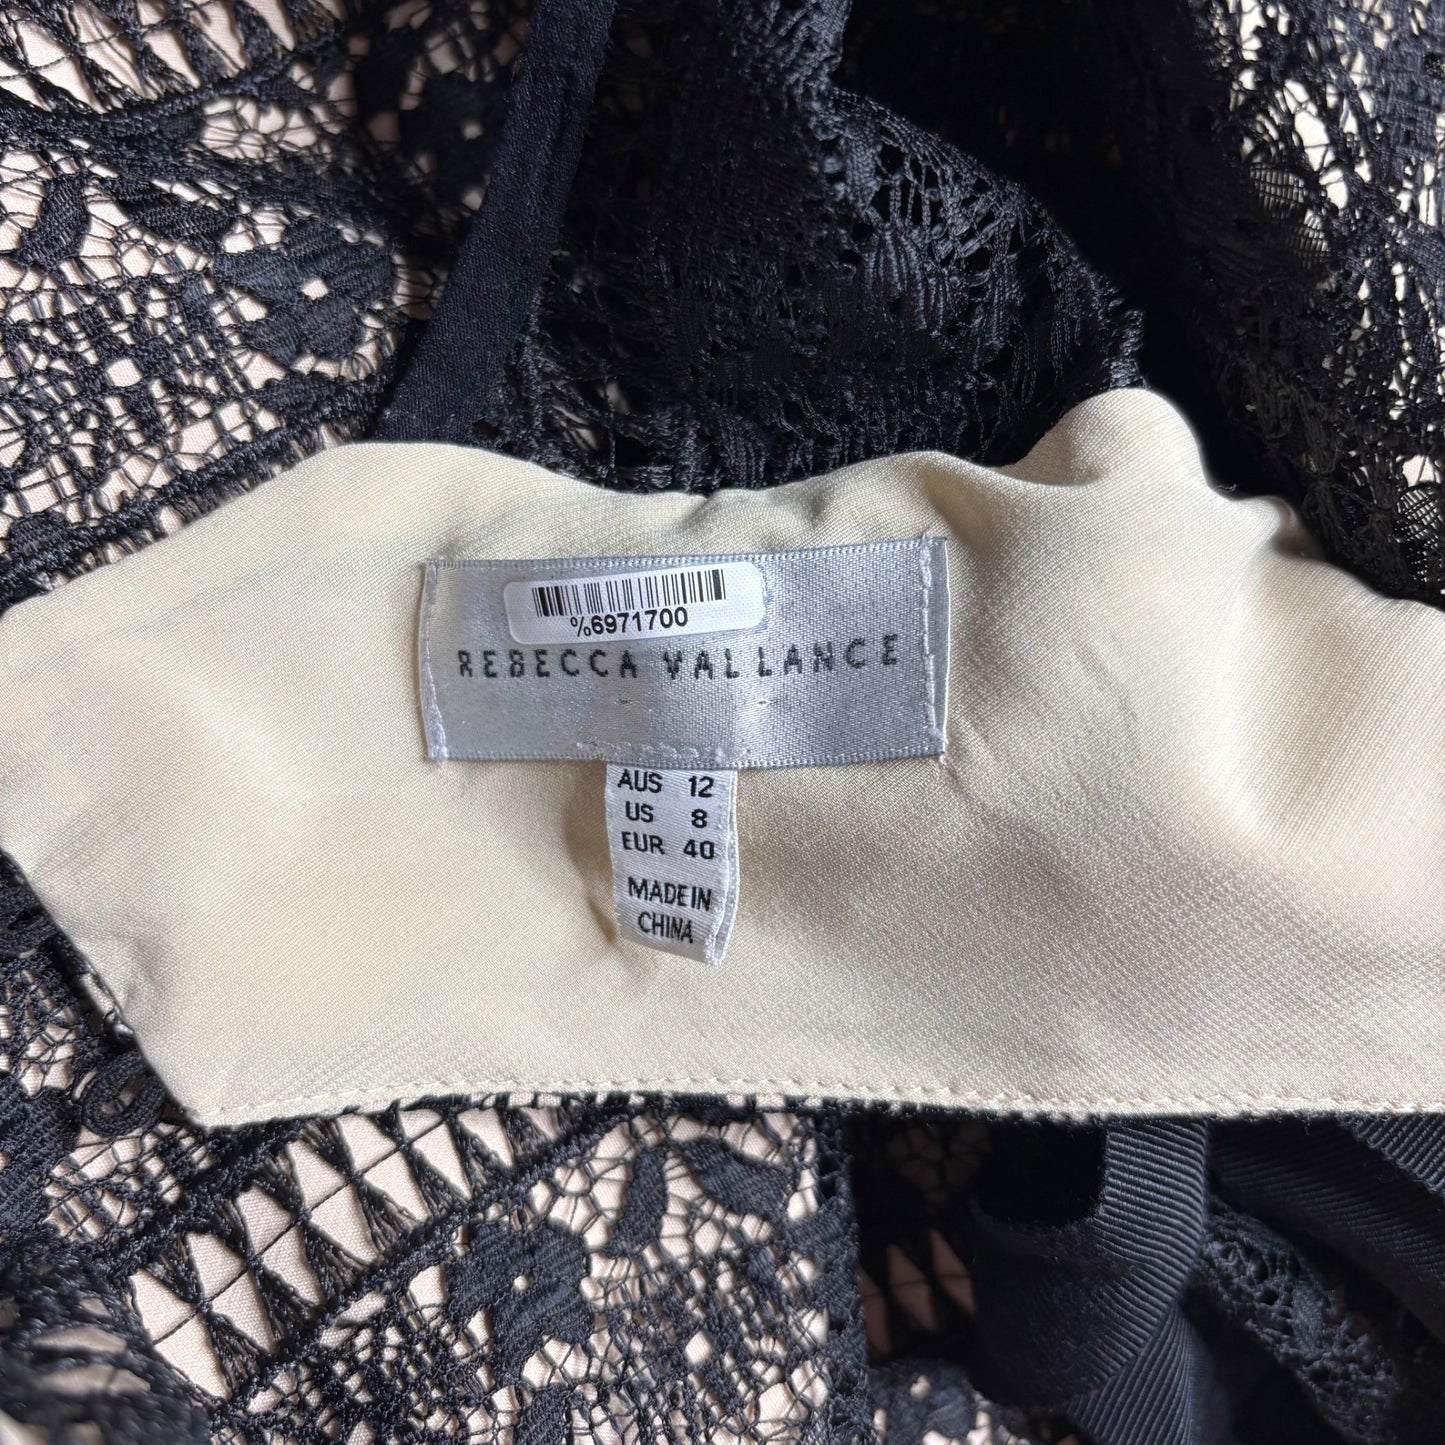 %6971700
REBECCA VALLANCE
AUS 12
US 8
EUR 40
MADE IN
CHINA